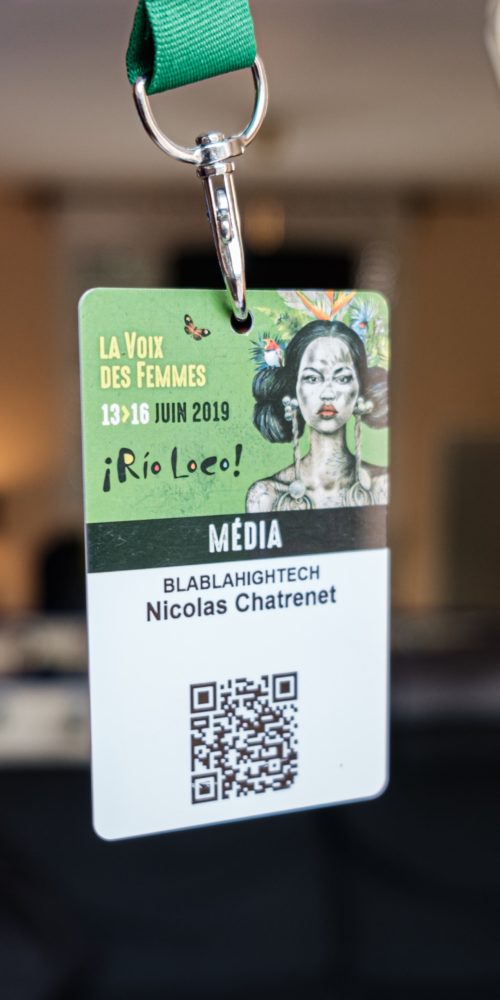 LA VOIX
DES FEMMES
13>16 JUIN 2019
¡Río Loco!
MÉDIA
BLABLAHIGHTECH
Nicolas Chatrenet